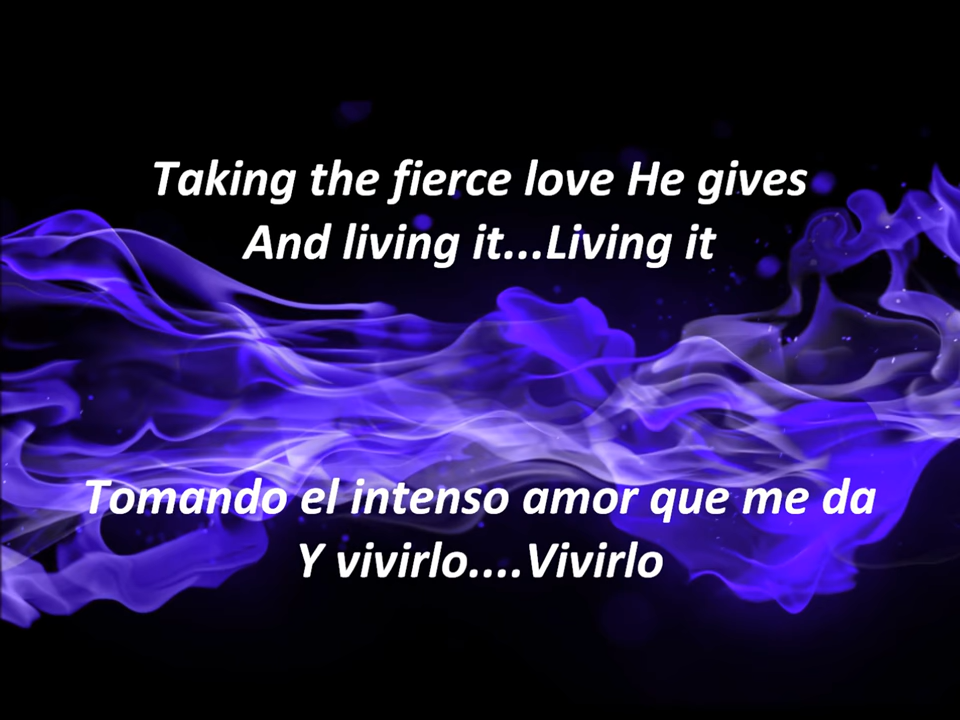 Taking the fierce love He gives
And living it...Living it
Tomando el intenso amor que me da
Y vivirlo....Vivirlo